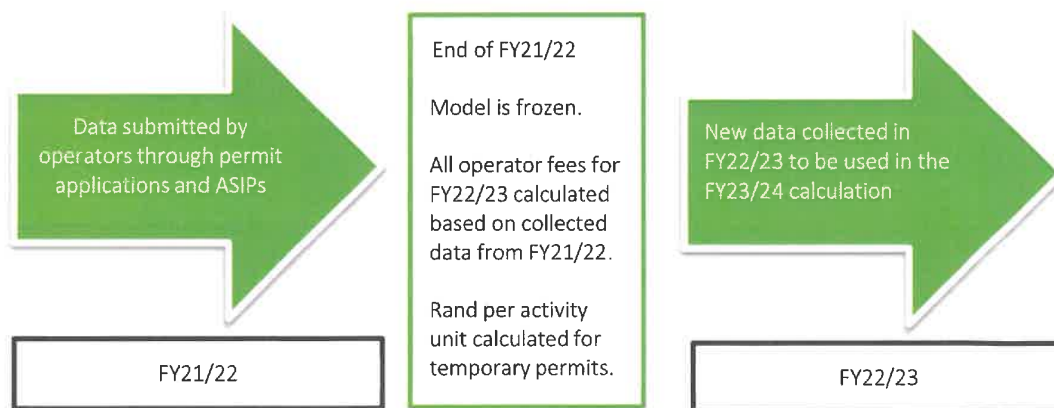 Data submitted by
operators through permit
applications and ASIPs
FY21/22
End of FY21/22
Model is frozen.
All operator fees for
FY22/23 calculated
based on collected
data from FY21/22.
Rand per activity
unit calculated for
temporary permits.
New data collected in
FY22/23 to be used in the
FY23/24 calculation
FY22/23